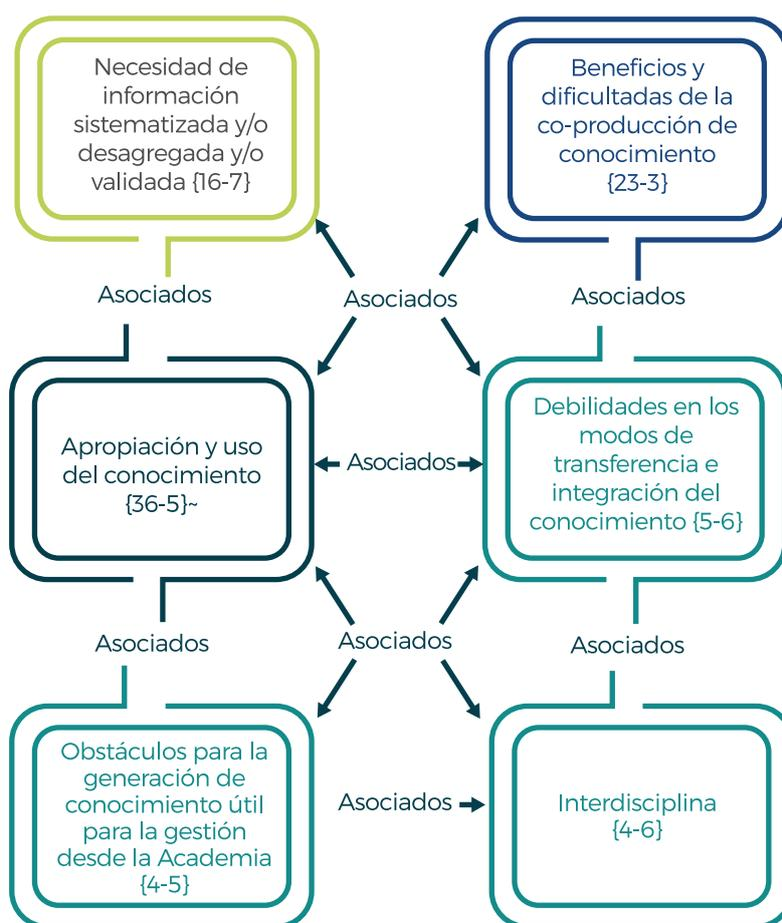 Necesidad de
información
sistematizada y/o
desagregada y/o
validada {16-7}
Beneficios y
dificultadas de la
co-producción de
conocimiento
{23-3}
Asociados
Asociados
Asociados
Apropiación y uso
del conocimiento
{36-5}~
Asociados
Debilidades en los
modos de
transferencia e
integración del
conocimiento {5-6}
Asociados
Asociados
Asociados
Obstáculos para la
generación de
conocimiento útil
para la gestión
desde la Academia
{4-5}
Asociados
Interdisciplina
{4-6}